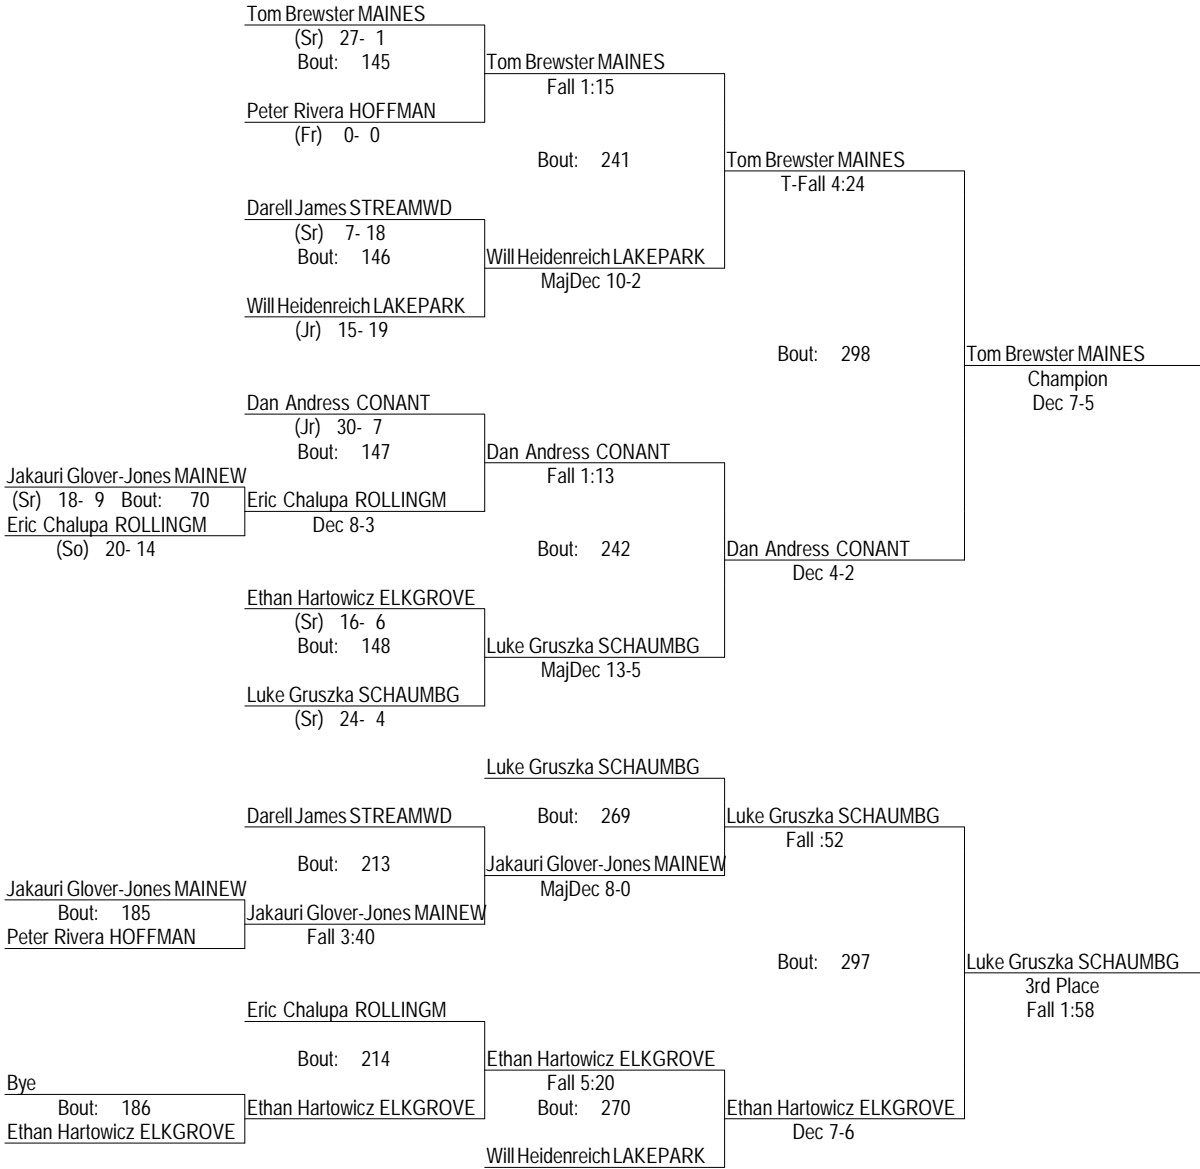 Tom Brewster MAINES
(Sr) 27- 1
Bout: 145
Tom Brewster MAINES
Fall 1:15
Peter Rivera HOFFMAN
(Fr) 0- 0
Bout: 241
Tom Brewster MAINES
T-Fall 4:24
Darell James STREAMWD
(Sr) 7- 18
Bout: 146
Will Heidenreich LAKEPARK
MajDec 10-2
Will Heidenreich LAKEPARK
(Jr) 15- 19
Bout: 298
Tom Brewster MAINES
Champion
Dec 7-5
Dan Andress CONANT
(Jr) 30- 7
Bout: 147
Dan Andress CONANT
Fall 1:13
Jakauri Glover-Jones MAINEW
(Sr) 18- 9 Bout: 70
Eric Chalupa ROLLINGM
Dec 8-3
Eric Chalupa ROLLINGM
(So) 20- 14
Bout: 242
Dan Andress CONANT
Dec 4-2
Ethan Hartowicz ELKGROVE
(Sr) 16- 6
Bout: 148
Luke Gruszka SCHAUMBG
MajDec 13-5
Luke Gruszka SCHAUMBG
(Sr) 24- 4
Luke Gruszka SCHAUMBG
Bout: 269
Luke Gruszka SCHAUMBG
Fall :52
Darell James STREAMWD
Bout: 213
Jakauri Glover-Jones MAINEW
MajDec 8-0
Jakauri Glover-Jones MAINEW
Bout: 185
Jakauri Glover-Jones MAINEW
Fall 3:40
Peter Rivera HOFFMAN
Bout: 297
Luke Gruszka SCHAUMBG
3rd Place
Fall 1:58
Eric Chalupa ROLLINGM
Bout: 214
Ethan Hartowicz ELKGROVE
Fall 5:20
Bye
Bout: 186
Ethan Hartowicz ELKGROVE
Ethan Hartowicz ELKGROVE
Bout: 270
Ethan Hartowicz ELKGROVE
Dec 7-6
Will Heidenreich LAKEPARK